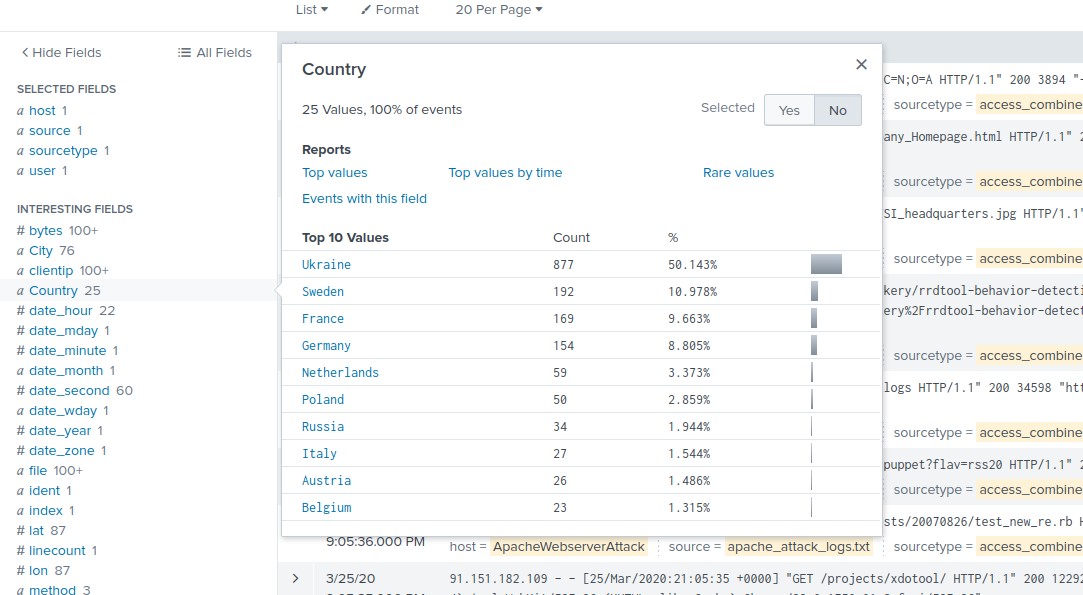 List Format 20 Per Page
Hide Fields All Fields
SELECTED FIELDS
a host 1
a source 1
a sourcetype 1
a user 1
INTERESTING FIELDS
# bytes 100+
a City 76
a clientip 100+
a Country 25
# date_hour 22
# date_mday 1
# date_minute 1
a date_month 1
# date_second 60
a date_wday 1
# date_year 1
# date_zone 1
a file 100+
a ident 1
a index 1
# lat 87
# linecount 1
# lon 87
a method 3
Country
25 Values, 100% of events Selected Yes No
Reports
Top values Top values by time Rare values
Events with this field
Top 10 Values Count %
Ukraine 877 50.143%
Sweden 192 10.978%
France 169 9.663%
Germany 154 8.805%
Netherlands 59 3.373%
Poland 50 2.859%
Russia 34 1.944%
Italy 27 1.544%
Austria 26 1.486%
Belgium 23 1.315%
C=N;O=A HTTP/1.1" 200 3894 "-
sourcetype = access_combine
any_Homepage.html HTTP/1.1" 2
sourcetype = access_combine
SI_headquarters.jpg HTTP/1.1"
sourcetype = access_combine
kery/rrdtool-behavior-detecti
ery%2Frrdtool-behavior-detect
sourcetype = access_combine
logs HTTP/1.1" 200 34598 "htt
sourcetype = access_combine
puppet?flav=rss20 HTTP/1.1" 2
sourcetype = access_combine
sts/20070826/test_new_re.rb H
9:05:36.000 PM host = ApacheWebserverAttack source = apache_attack_logs.txt sourcetype = access_combine
3/25/20 91.151.182.109 - - [25/Mar/2020:21:05:35 +0000] "GET /projects/xdotool/ HTTP/1.1" 200 12292